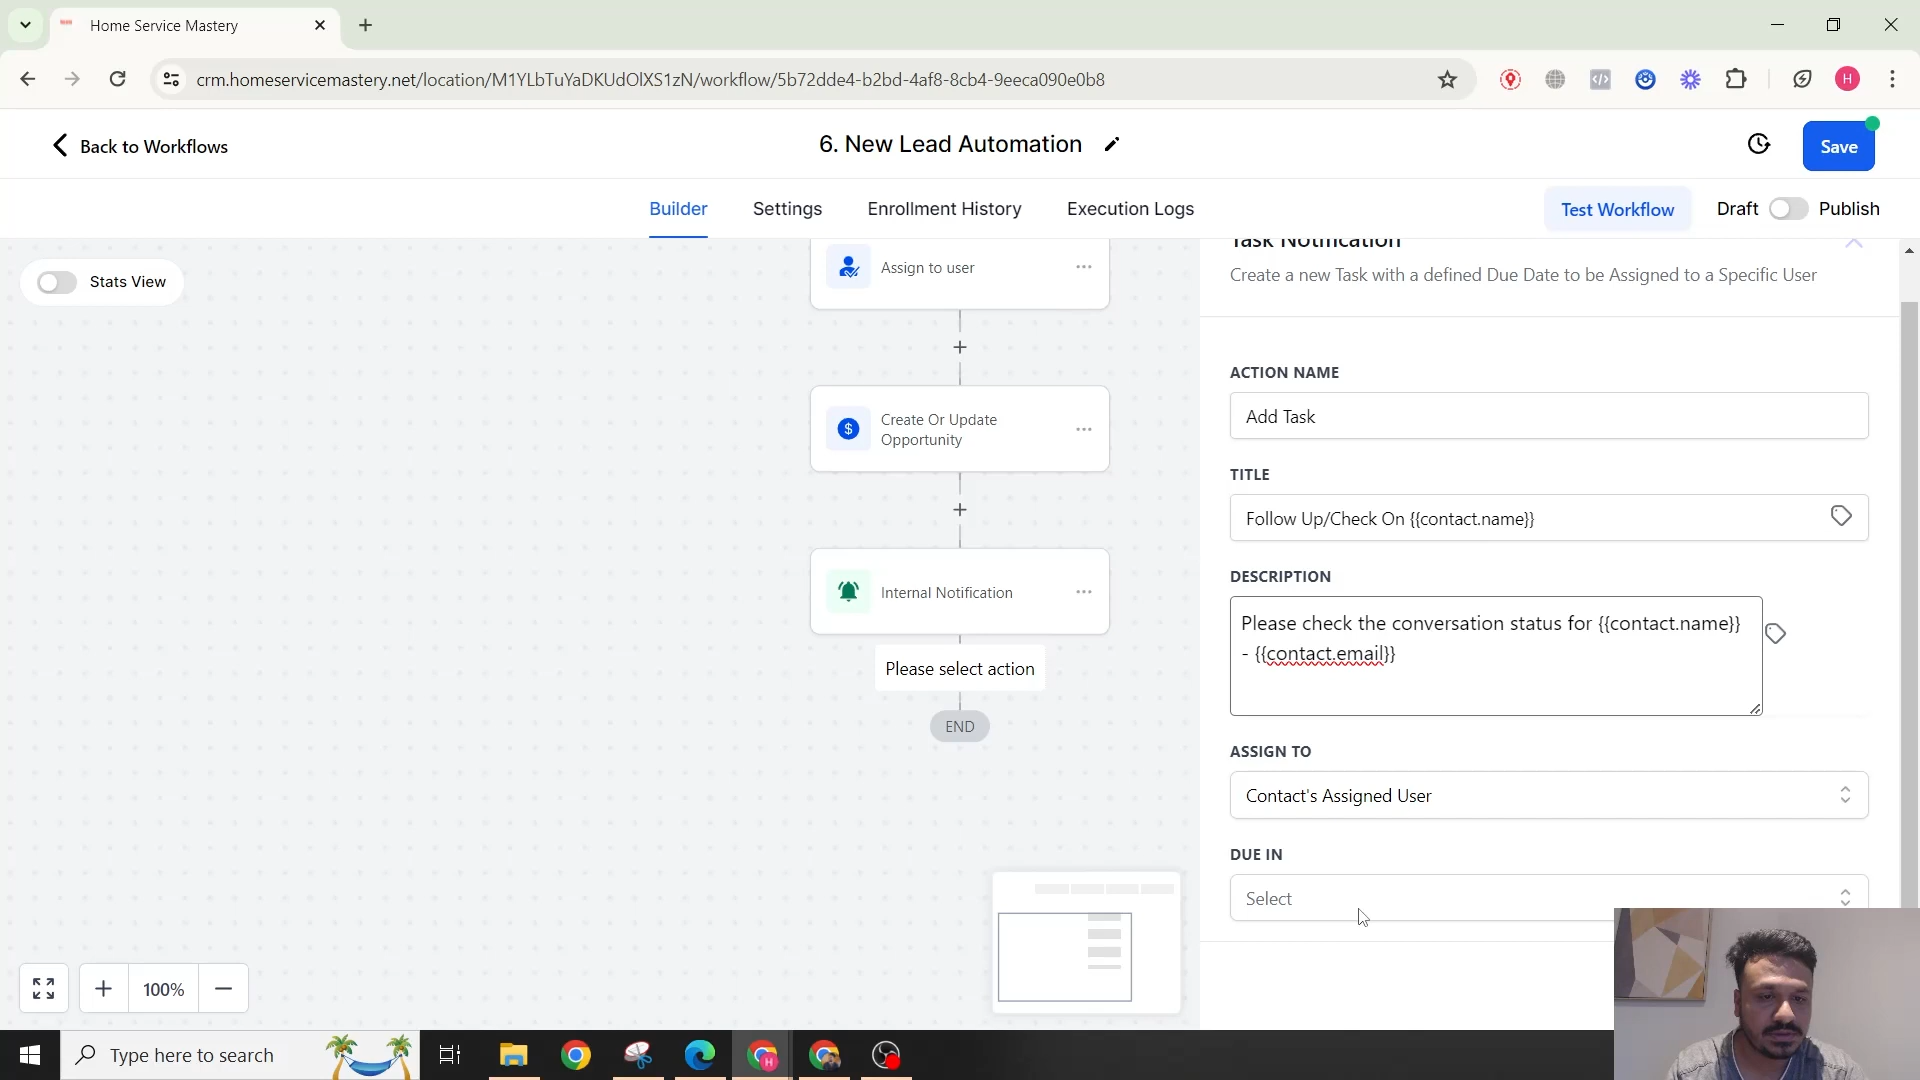 Home Service Mastery
crm.homeservicemastery.net/location/M1YLbTuYaDKUdOlXS1zN/workflow/5b72dde4-b2bd-4af8-8cb4-9eeca090e0b8
H
Back to Workflows
6. New Lead Automation
Save
Builder
Settings
Enrollment History
Execution Logs
Test Workflow
Draft
Publish
Stats View
Assign to user
Create Or Update
Opportunity
Internal Notification
Please select action
END
100%
Task Notification
Create a new Task with a defined Due Date to be Assigned to a Specific User
ACTION NAME
Add Task
TITLE
Follow Up/Check On {{contact.name}}
DESCRIPTION
Please check the conversation status for {{contact.name}}
- {{contact.email}}
ASSIGN TO
Contact's Assigned User
DUE IN
Select
Type here to search